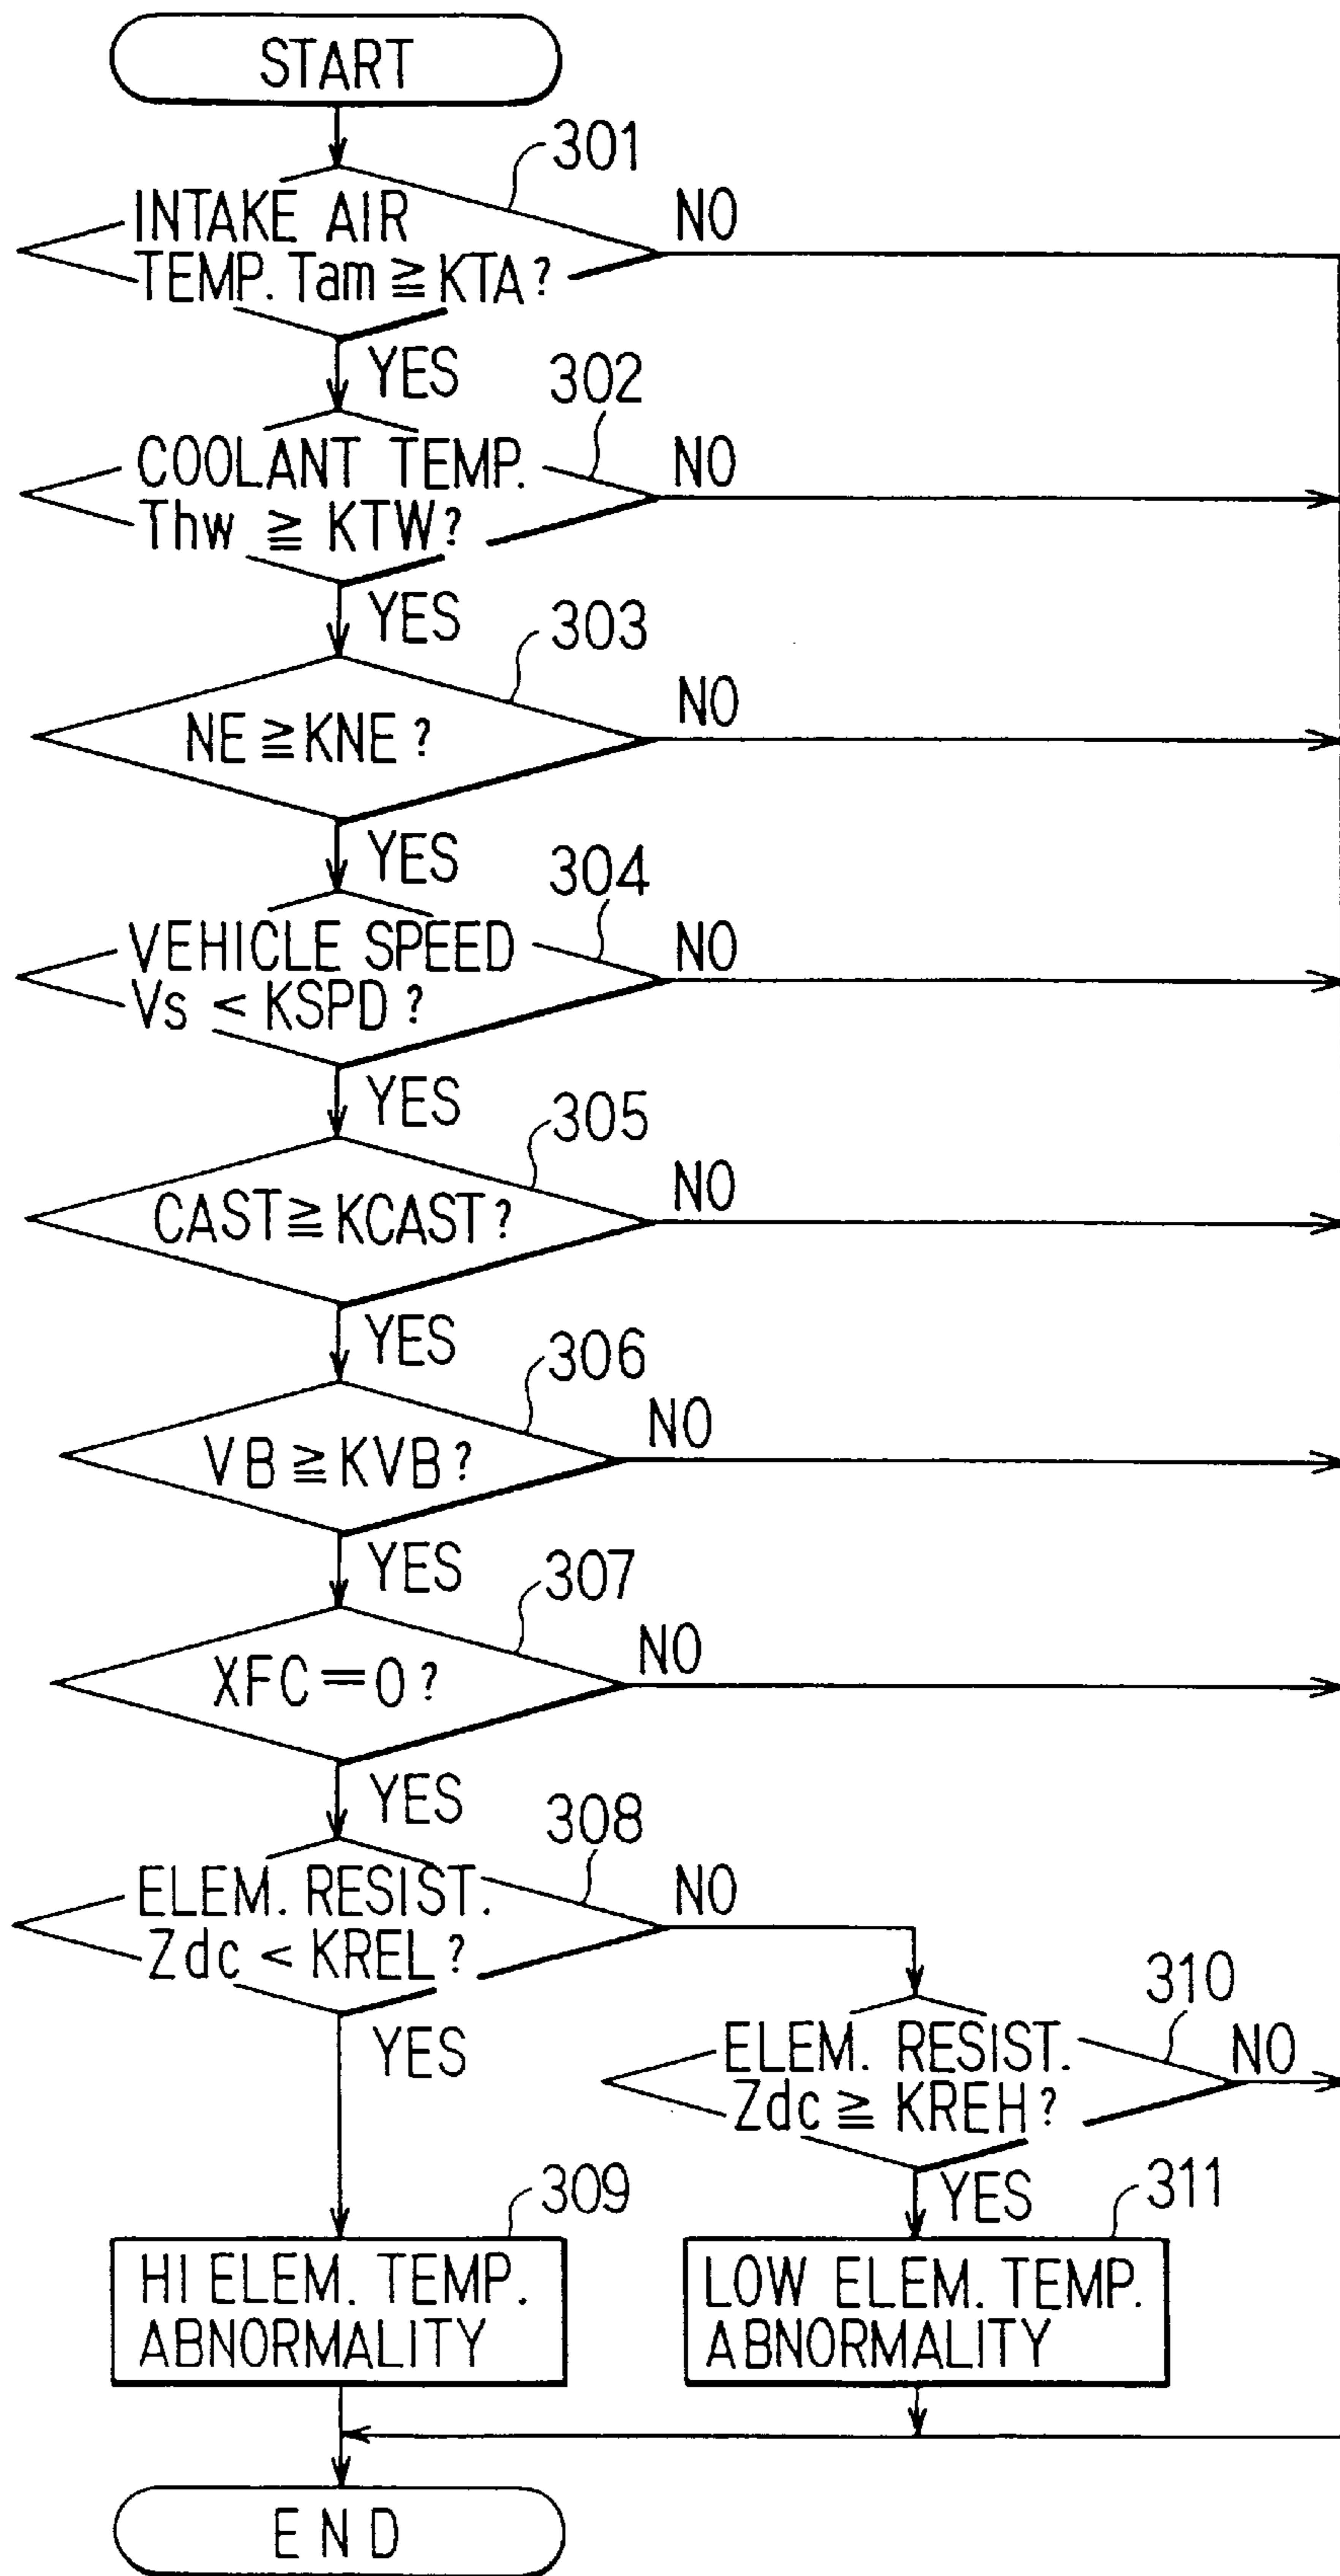 START
301
INTAKE AIR
TEMP. Tam ≧ KTA?
NO
YES
302
COOLANT TEMP.
Thw ≧ KTW?
NO
YES
303
NE ≧ KNE?
NO
YES
304
VEHICLE SPEED
Vs < KSPD?
NO
YES
305
CAST ≧ KCAST?
NO
YES
306
VB ≧ KVB?
NO
YES
307
XFC = 0?
NO
YES
308
ELEM. RESIST.
Zdc < KREL?
NO
YES
310
ELEM. RESIST.
Zdc ≧ KREH?
NO
YES
309
HI ELEM. TEMP.
ABNORMALITY
311
LOW ELEM. TEMP.
ABNORMALITY
END